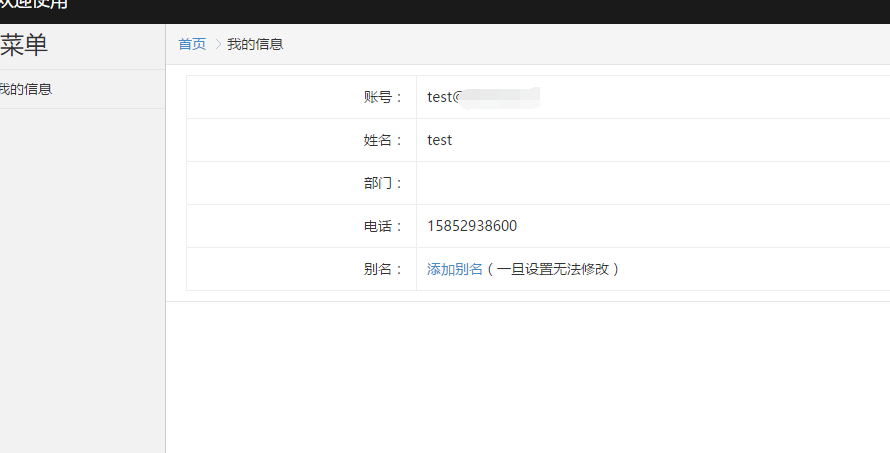 欢迎使用
菜单
首页 > 我的信息
我的信息
账号： test@
姓名： test
部门：
电话： 15852938600
别名： 添加别名（一旦设置无法修改）